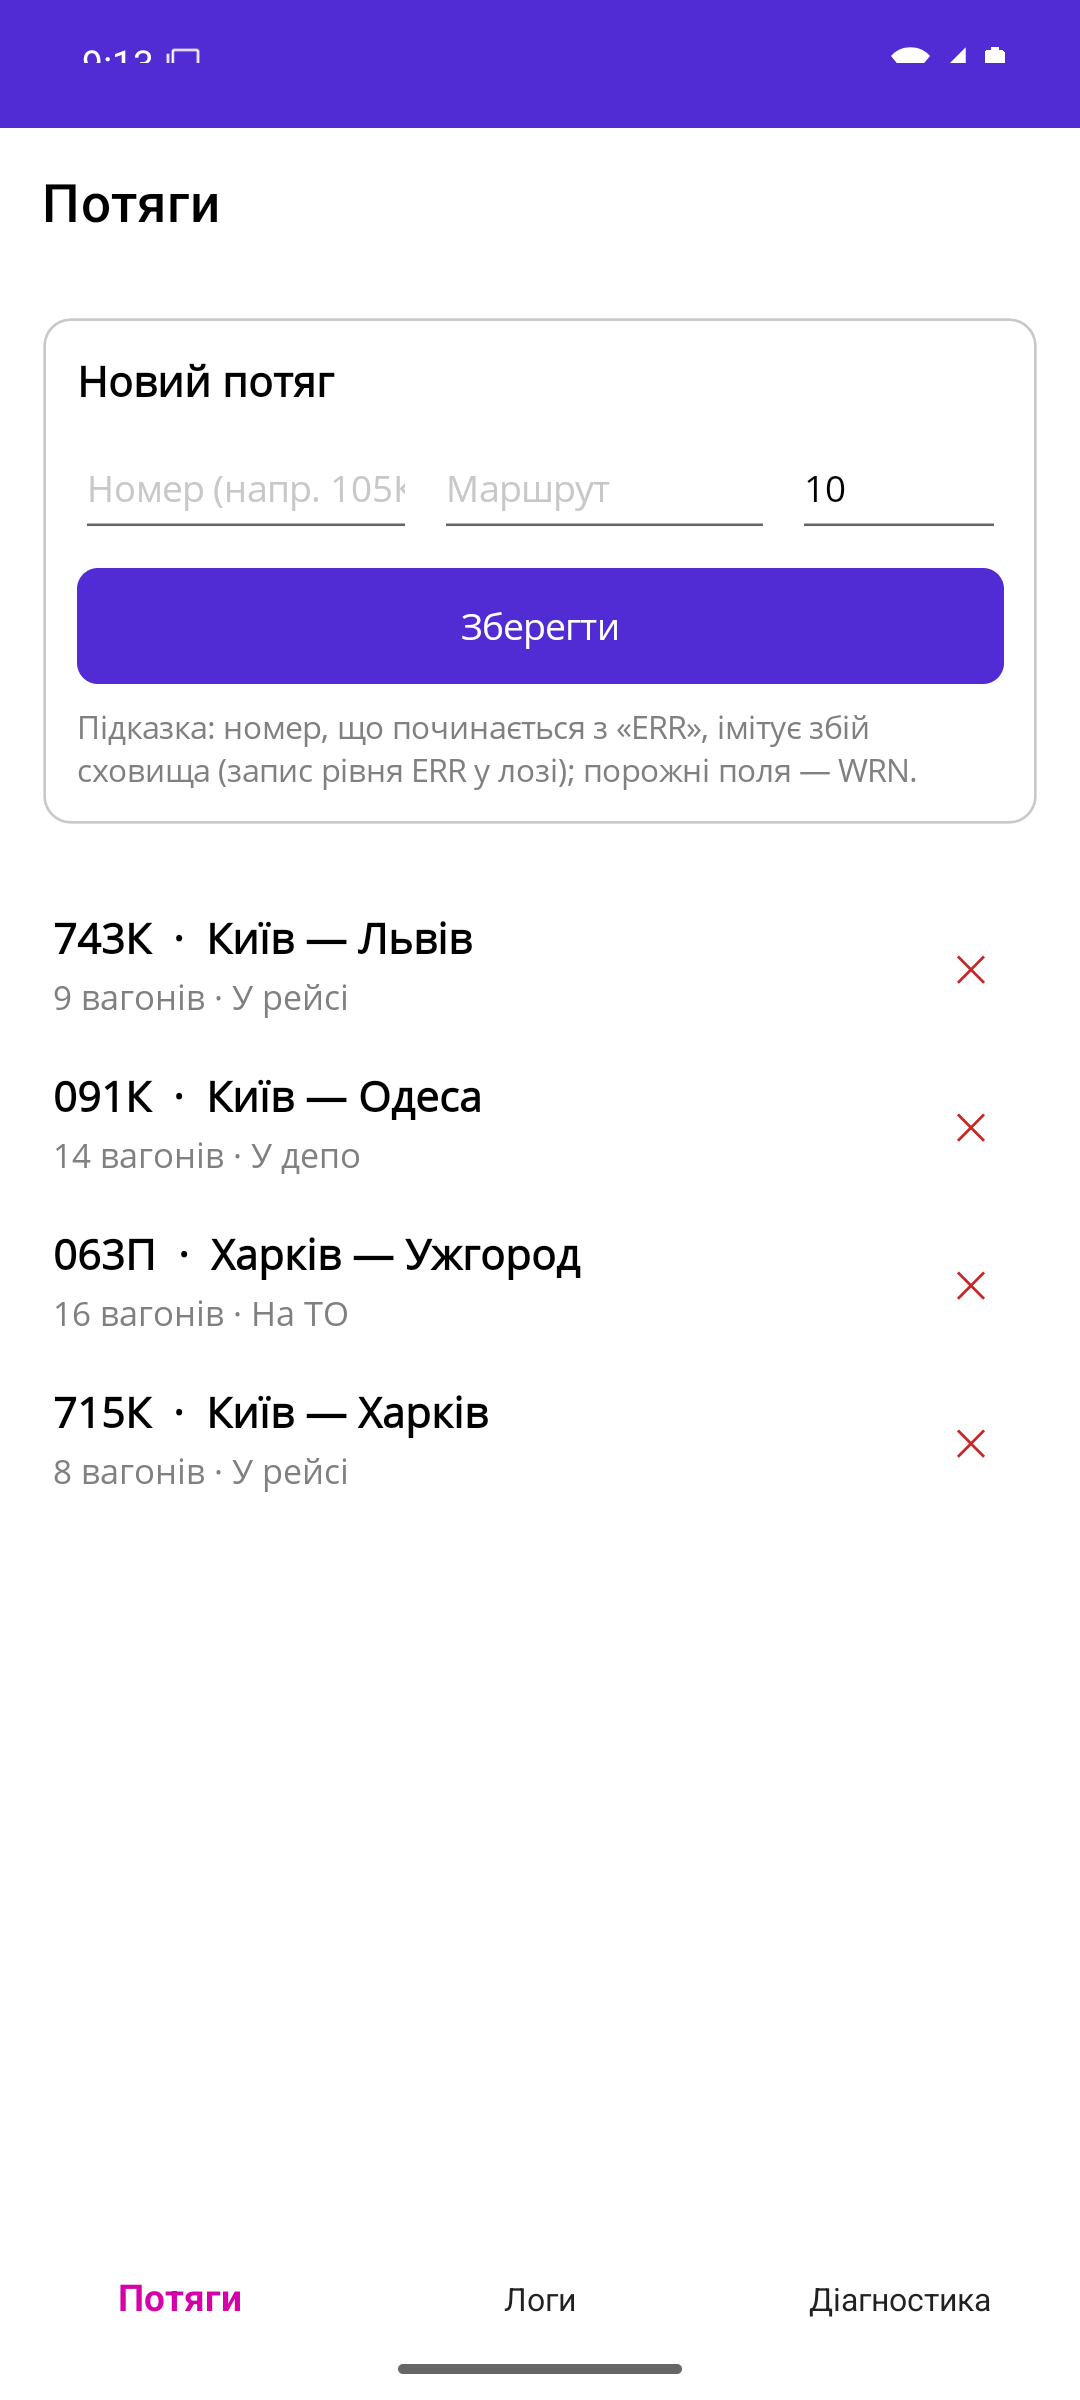 9:13
Потяги
Новий потяг
Номер (напр. 105К
Маршрут
10
Зберегти
Підказка: номер, що починається з «ERR», імітує збій
сховища (запис рівня ERR у лозі); порожні поля — WRN.
743К · Київ — Львів
9 вагонів · У рейсі
091К · Київ — Одеса
14 вагонів · У депо
063П · Харків — Ужгород
16 вагонів · На ТО
715К · Київ — Харків
8 вагонів · У рейсі
Потяги
Логи
Діагностика